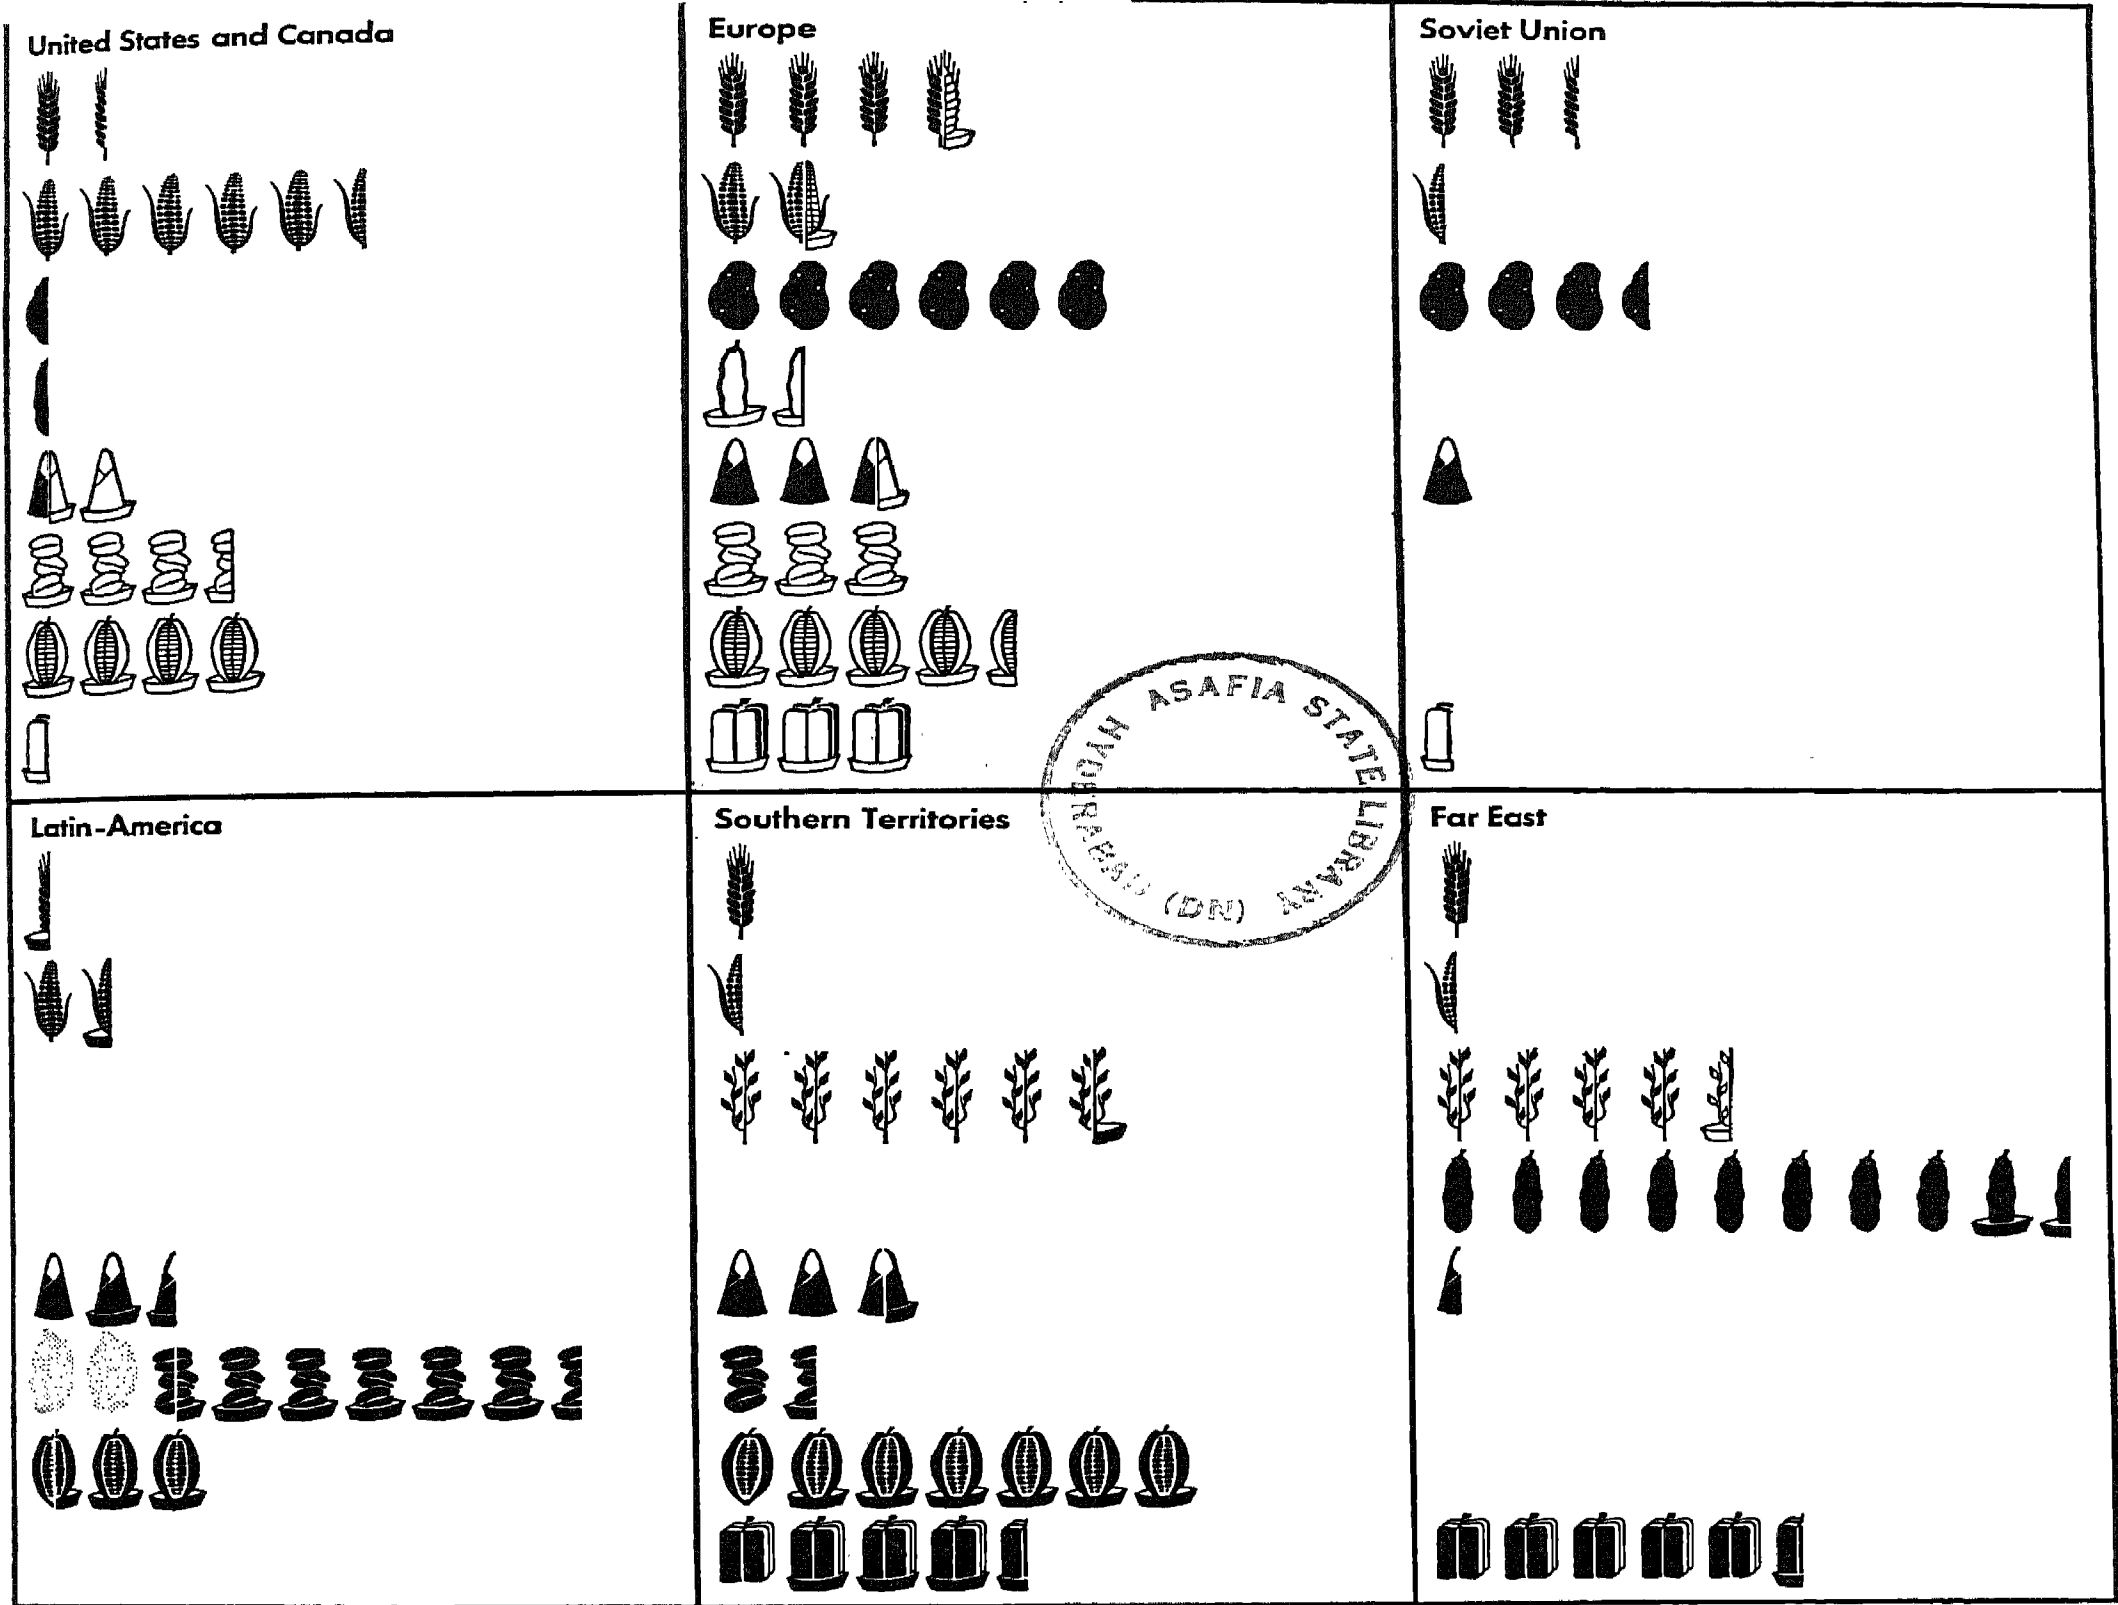 United States and Canada
Europe
Soviet Union
Latin-America
Southern Territories
Far East
ASAFIA STATE LIBRARY
HYDERABAD (DN)